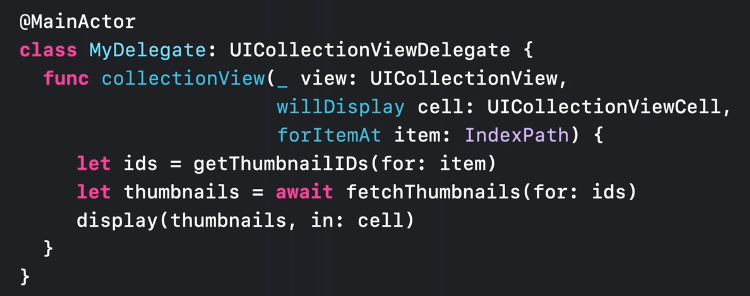 @MainActor
class MyDelegate: UICollectionViewDelegate {
  func collectionView(_ view: UICollectionView,
                      willDisplay cell: UICollectionViewCell,
                      forItemAt item: IndexPath) {
     let ids = getThumbnailIDs(for: item)
     let thumbnails = await fetchThumbnails(for: ids)
     display(thumbnails, in: cell)
  }
}